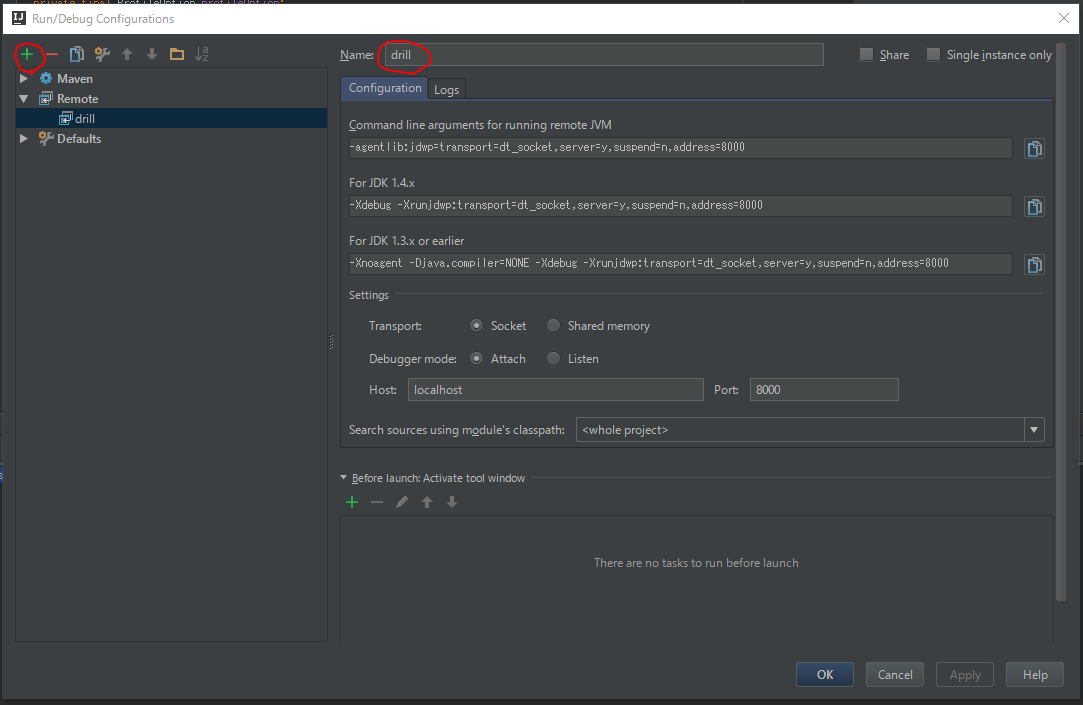 private final ProfileOption profileOption;
IJ Run/Debug Configurations
Name: drill Share Single instance only
Maven
Remote
drill
Defaults
Configuration Logs
Command line arguments for running remote JVM
-agentlib:jdwp=transport=dt_socket,server=y,suspend=n,address=8000
For JDK 1.4.x
-Xdebug -Xrunjdwp:transport=dt_socket,server=y,suspend=n,address=8000
For JDK 1.3.x or earlier
-Xnoagent -Djava.compiler=NONE -Xdebug -Xrunjdwp:transport=dt_socket,server=y,suspend=n,address=8000
Settings
Transport: Socket Shared memory
Debugger mode: Attach Listen
Host: localhost Port: 8000
Search sources using module's classpath: <whole project>
Before launch: Activate tool window
There are no tasks to run before launch
OK Cancel Apply Help